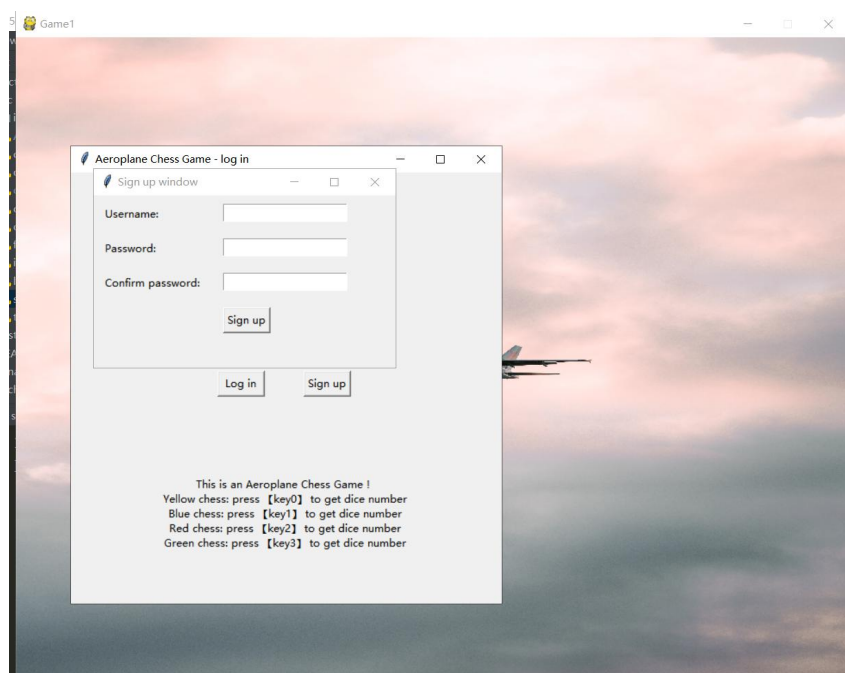 Game1
Aeroplane Chess Game - log in
Sign up window
Username:
Password:
Confirm password:
Sign up
Log in
Sign up
This is an Aeroplane Chess Game !
Yellow chess: press 【key0】 to get dice number
Blue chess: press 【key1】 to get dice number
Red chess: press 【key2】 to get dice number
Green chess: press 【key3】 to get dice number